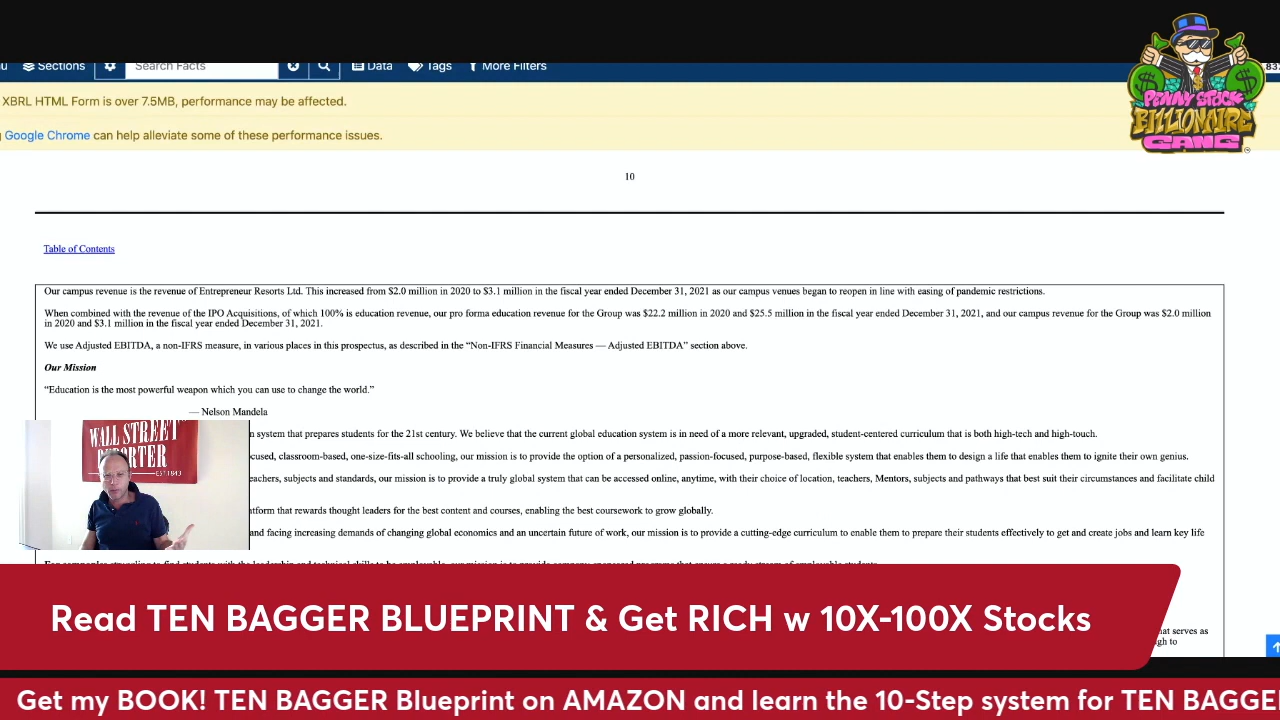 Sections
Search Facts
Data
Tags
More Filters
XBRL HTML Form is over 7.5MB, performance may be affected.
Google Chrome can help alleviate some of these performance issues.
PENNY STOCK
BILLIONAIRE
GANG
10
Table of Contents
Our campus revenue is the revenue of Entrepreneur Resorts Ltd. This increased from $2.0 million in 2020 to $3.1 million in the fiscal year ended December 31, 2021 as our campus venues began to reopen in line with easing of pandemic restrictions.
When combined with the revenue of the IPO Acquisitions, of which 100% is education revenue, our pro forma education revenue for the Group was $22.2 million in 2020 and $25.5 million in the fiscal year ended December 31, 2021, and our campus revenue for the Group was $2.0 million
in 2020 and $3.1 million in the fiscal year ended December 31, 2021.
We use Adjusted EBITDA, a non-IFRS measure, in various places in this prospectus, as described in the “Non-IFRS Financial Measures — Adjusted EBITDA” section above.
Our Mission
“Education is the most powerful weapon which you can use to change the world.”
— Nelson Mandela
system that prepares students for the 21st century. We believe that the current global education system is in need of a more relevant, upgraded, student-centered curriculum that is both high-tech and high-touch.
classroom-based, one-size-fits-all schooling, our mission is to provide the option of a personalized, passion-focused, purpose-based, flexible system that enables them to design a life that enables them to ignite their own genius.
subjects and standards, our mission is to provide a truly global system that can be accessed online, anytime, with their choice of location, teachers, Mentors, subjects and pathways that best suit their circumstances and facilitate child
that rewards thought leaders for the best content and courses, enabling the best coursework to grow globally.
and facing increasing demands of changing global economics and an uncertain future of work, our mission is to provide a cutting-edge curriculum to enable them to prepare their students effectively to get and create jobs and learn key life
WALL STREET
REPORTER
EST 1843
that serves as
Read TEN BAGGER BLUEPRINT & Get RICH w 10X-100X Stocks
Get my BOOK! TEN BAGGER Blueprint on AMAZON and learn the 10-Step system for TEN BAGGE